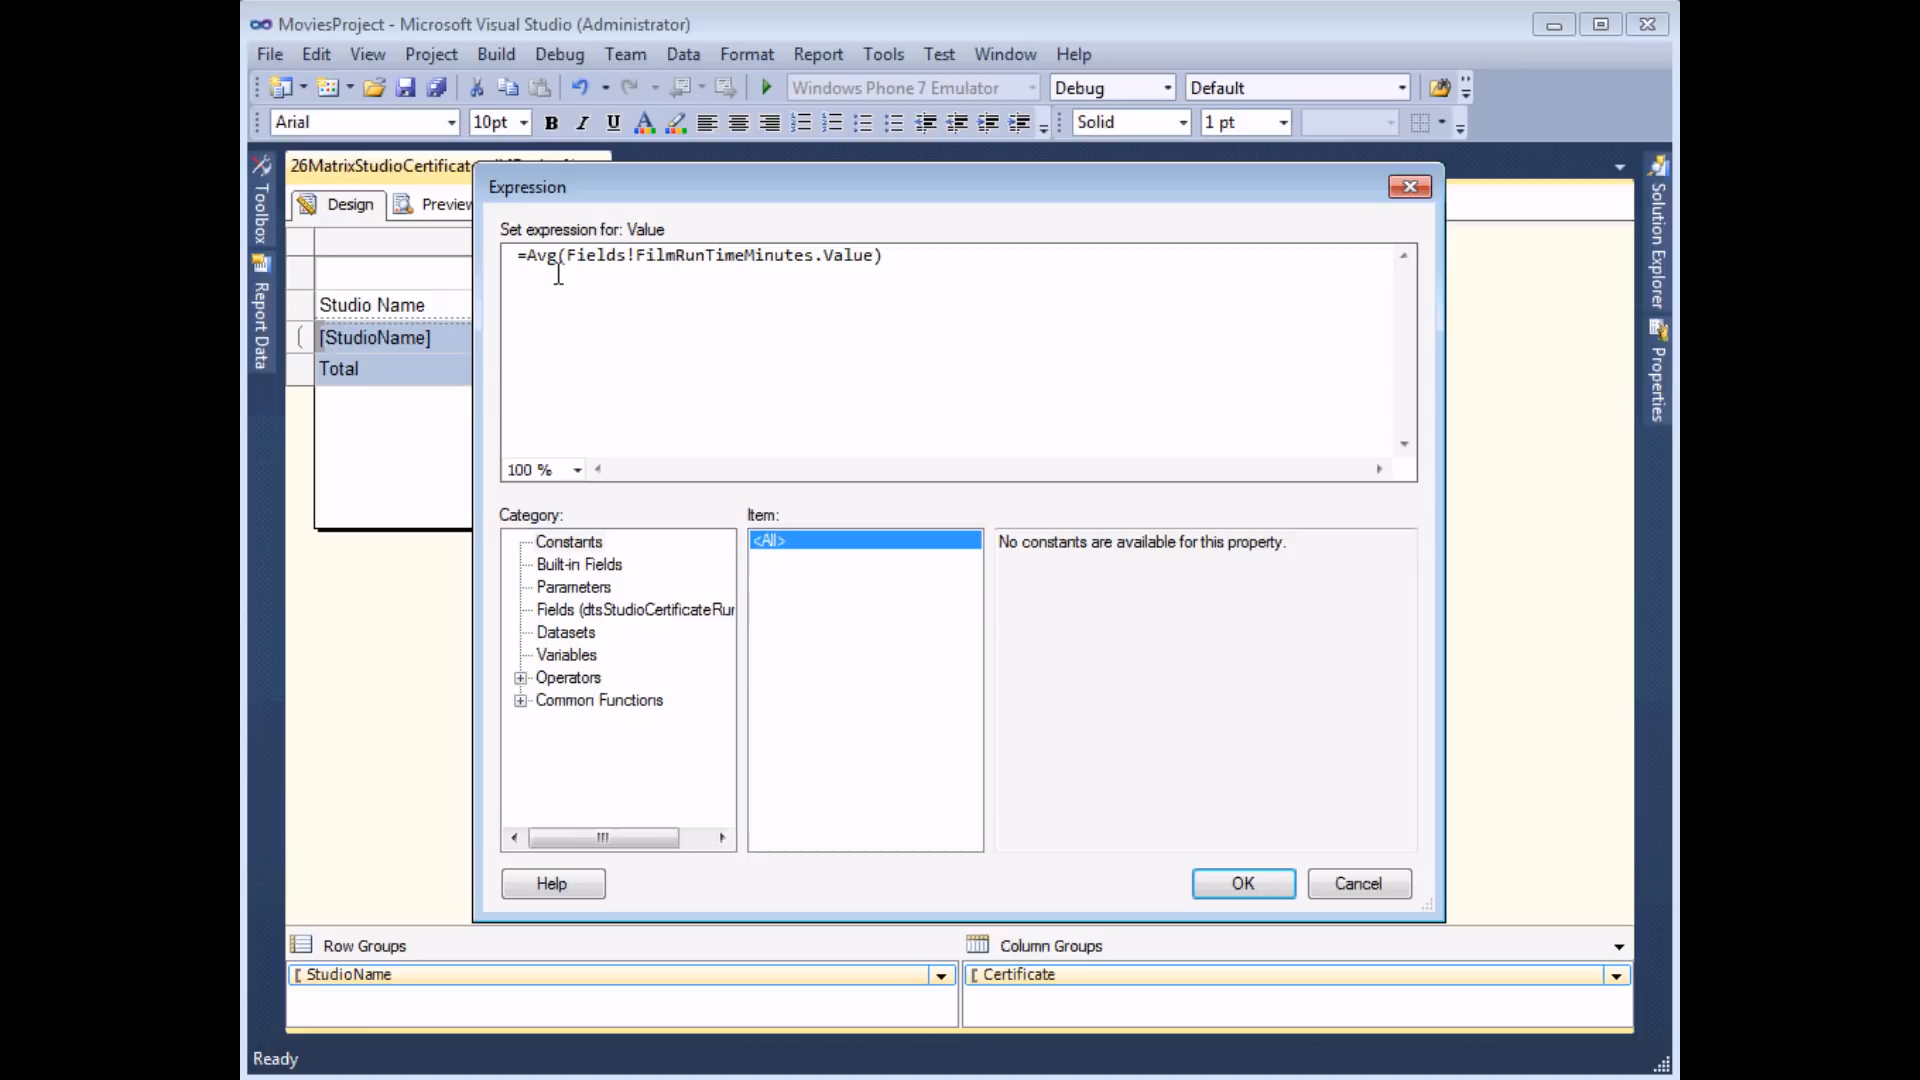 MoviesProject - Microsoft Visual Studio (Administrator)
File Edit View Project Build Debug Team Data Format Report Tools Test Window Help
Windows Phone 7 Emulator Debug Default
Arial 10pt B I U A Solid 1 pt
26MatrixStudioCertificate
Design Preview
Toolbox
Report Data
Studio Name
[StudioName]
Total
Expression
Set expression for: Value
=Avg(Fields!FilmRunTimeMinutes.Value)
100 %
Category:
Constants
Built-in Fields
Parameters
Fields (dtsStudioCertificateRur
Datasets
Variables
Operators
Common Functions
Item:
<All>
No constants are available for this property.
Help
OK
Cancel
Solution Explorer
Properties
Row Groups
StudioName
Column Groups
Certificate
Ready